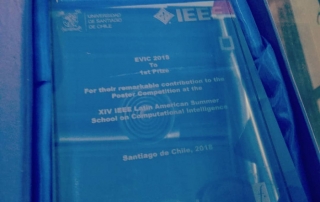 UNIVERSIDAD
DE SANTIAGO
DE CHILE
IEEE
EVIC 2018
To
1st Prize
For their remarkable contribution to the
Poster Competition at the
XIV IEEE Latin American Summer
School on Computational Intelligence
Santiago de Chile, 2018